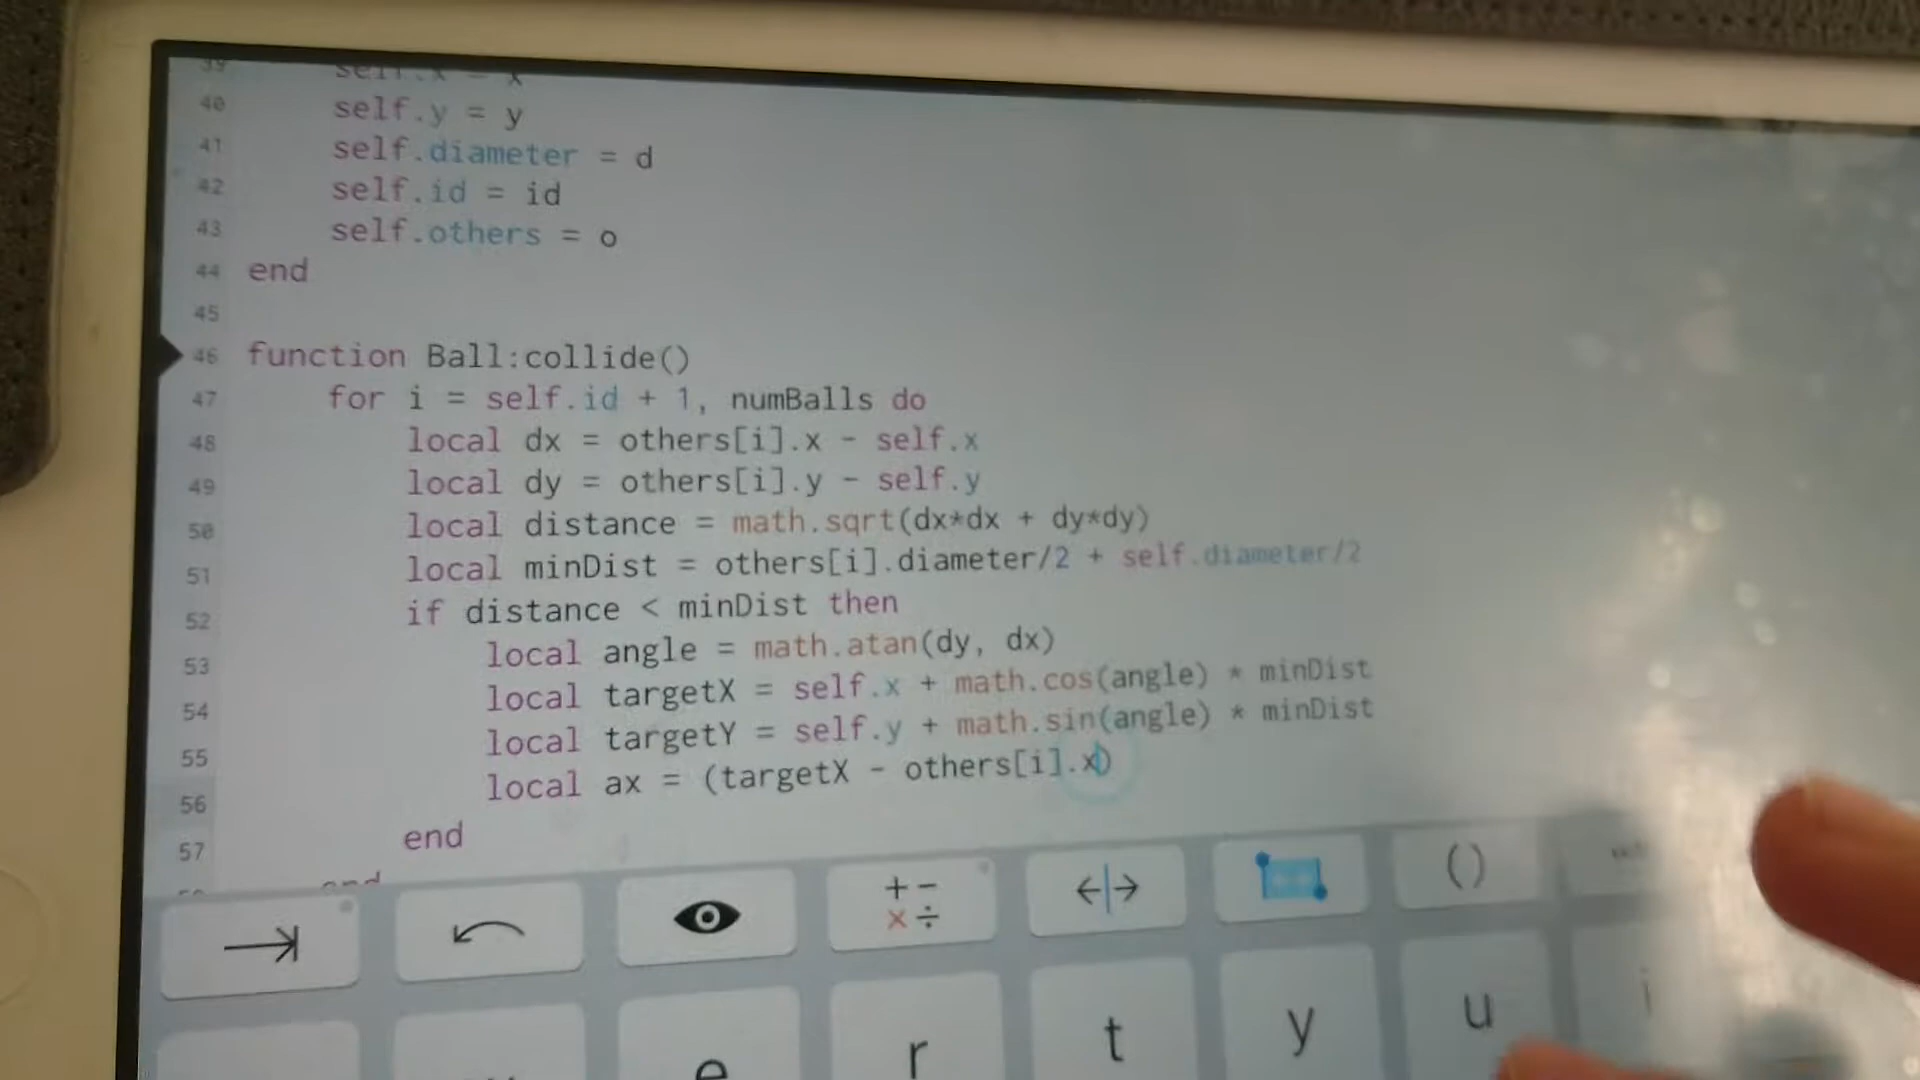 39 self.x = x
40 self.y = y
41 self.diameter = d
42 self.id = id
43 self.others = o
44 end
45
46 function Ball:collide()
47 for i = self.id + 1, numBalls do
48 local dx = others[i].x - self.x
49 local dy = others[i].y - self.y
50 local distance = math.sqrt(dx*dx + dy*dy)
51 local minDist = others[i].diameter/2 + self.diameter/2
52 if distance < minDist then
53 local angle = math.atan(dy, dx)
54 local targetX = self.x + math.cos(angle) * minDist
55 local targetY = self.y + math.sin(angle) * minDist
56 local ax = (targetX - others[i].x)
57 end
end
+ - × ÷ ()
e r t y u i